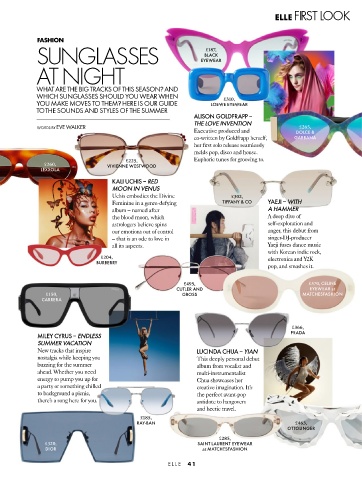 ELLE FIRST LOOK
FASHION
SUNGLASSES
AT NIGHT
WHAT ARE THE BIG TRACKS OF THIS SEASON? AND
WHICH SUNGLASSES SHOULD YOU WEAR WHEN
YOU MAKE MOVES TO THEM? HERE IS OUR GUIDE
TO THE SOUNDS AND STYLES OF THE SUMMER
WORDS BY EVE WALKER
BLACK
EYEWEAR
LOEWE EYEWEAR
ALISON GOLDFRAPP –
THE LOVE INVENTION
Executive produced and
co-written by Goldfrapp herself,
her first solo release seamlessly
melds pop, disco and house.
Euphoric tunes for grooving to.
DOLCE &
GABBANA
£260,
LEXXOLA
£275,
VIVIENNE WESTWOOD
KALI UCHIS – RED
MOON IN VENUS
Uchis embodies the Divine
Feminine in a genre-defying
album – named after
the blood moon, which
astrologers believe spins
our emotions out of control
– that is an ode to love in
all its aspects.
TIFFANY & CO
YAEJI – WITH
A HAMMER
A deep dive of
self-exploration and
anger, this debut from
singer-DJ-producer
Yaeji fuses dance music
with Korean indie rock,
electronica and Y2K
pop, and smashes it.
£204,
BURBERRY
£495,
CUTLER AND
GROSS
CELINE
EYEWEAR at
MATCHESFASHION
CARRERA
£366,
PRADA
MILEY CYRUS – ENDLESS
SUMMER VACATION
New tracks that inspire
nostalgia while keeping you
buzzing for the summer
ahead. Whether you need
energy to pump you up for
a party or something chilled
to background a picnic,
there's a song here for you.
LUCINDA CHUA – YIAN
This deeply personal debut
album from vocalist and
multi-instrumentalist
Chua showcases her
creative imagination. It's
the perfect avant-pop
antidote to hangovers
and hectic travel.
RAY-BAN
OTTOLINGER
DIOR
£285,
SAINT LAURENT EYEWEAR
at MATCHESFASHION
ELLE 41